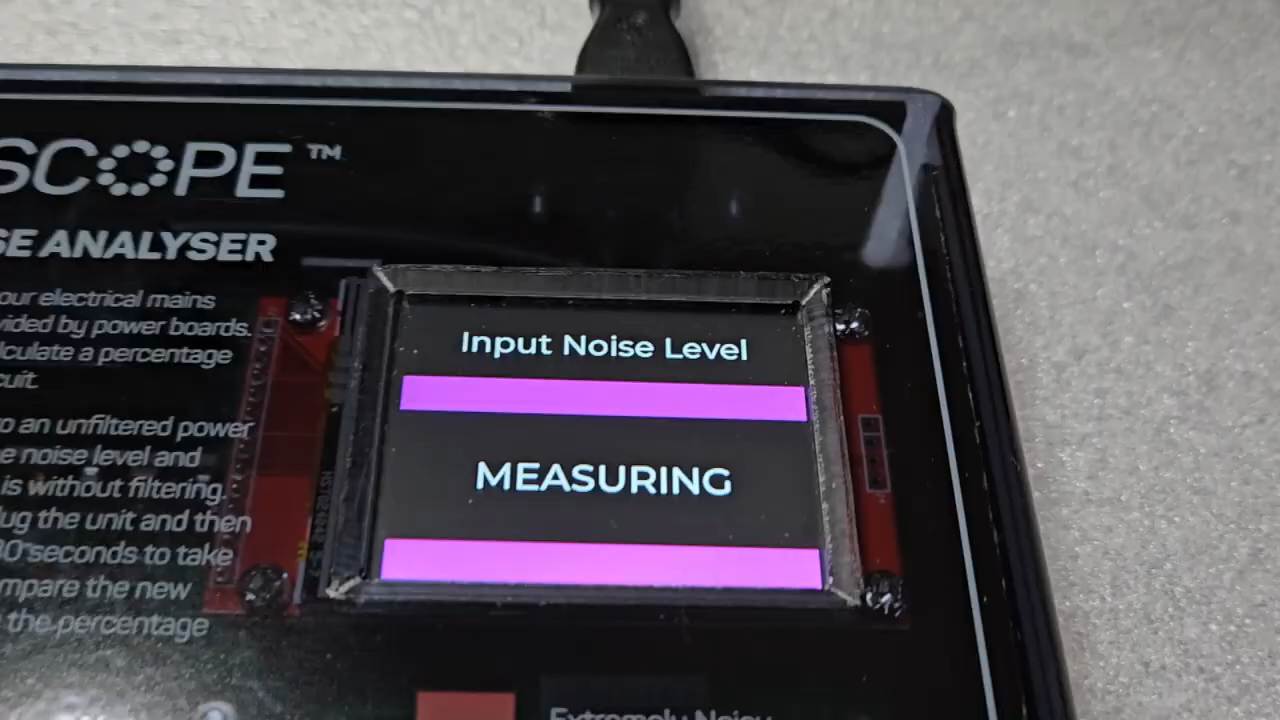 SCOPE™
SE ANALYSER
our electrical mains
vided by power boards.
lculate a percentage
cuit.
o an unfiltered power
e noise level and
is without filtering.
lug the unit and then
30 seconds to take
mpare the new
the percentage
Input Noise Level
MEASURING
Extremely Noisy